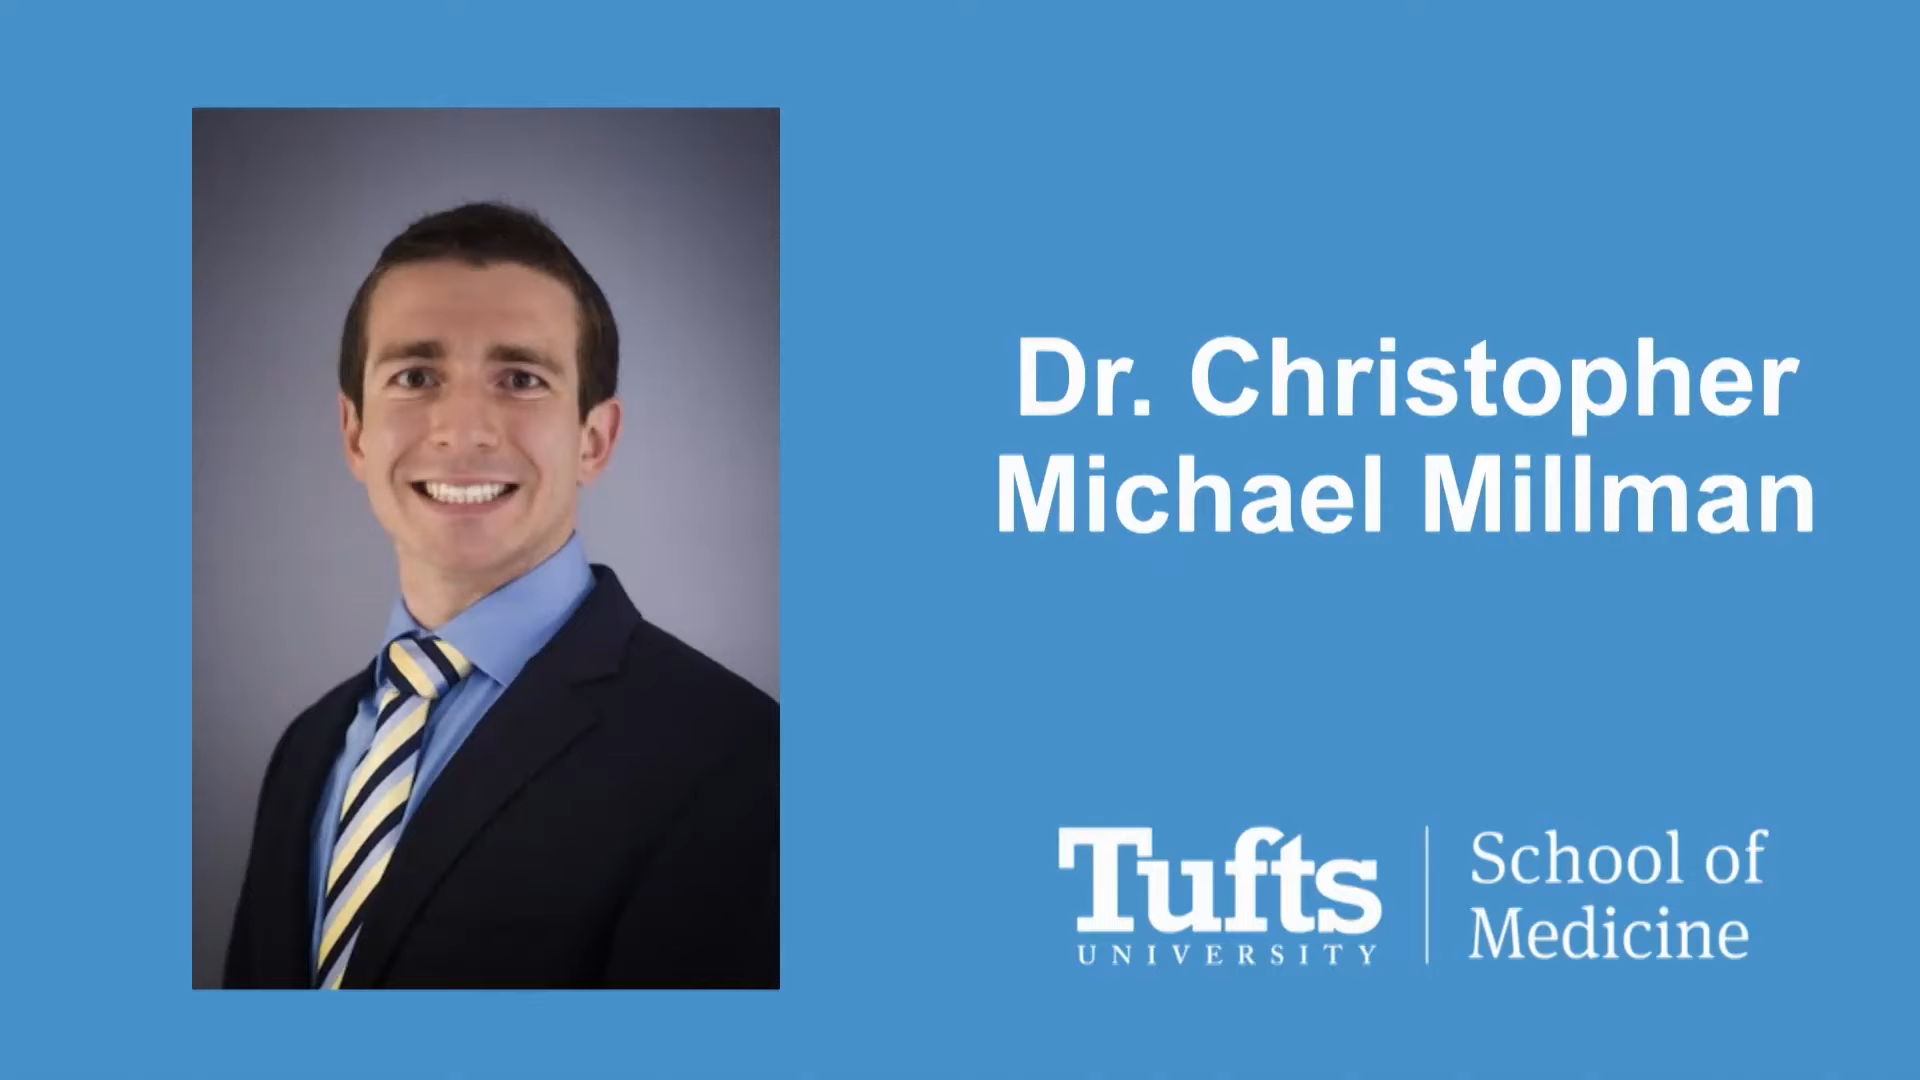 Dr. Christopher
Michael Millman
Tufts
UNIVERSITY
School of
Medicine